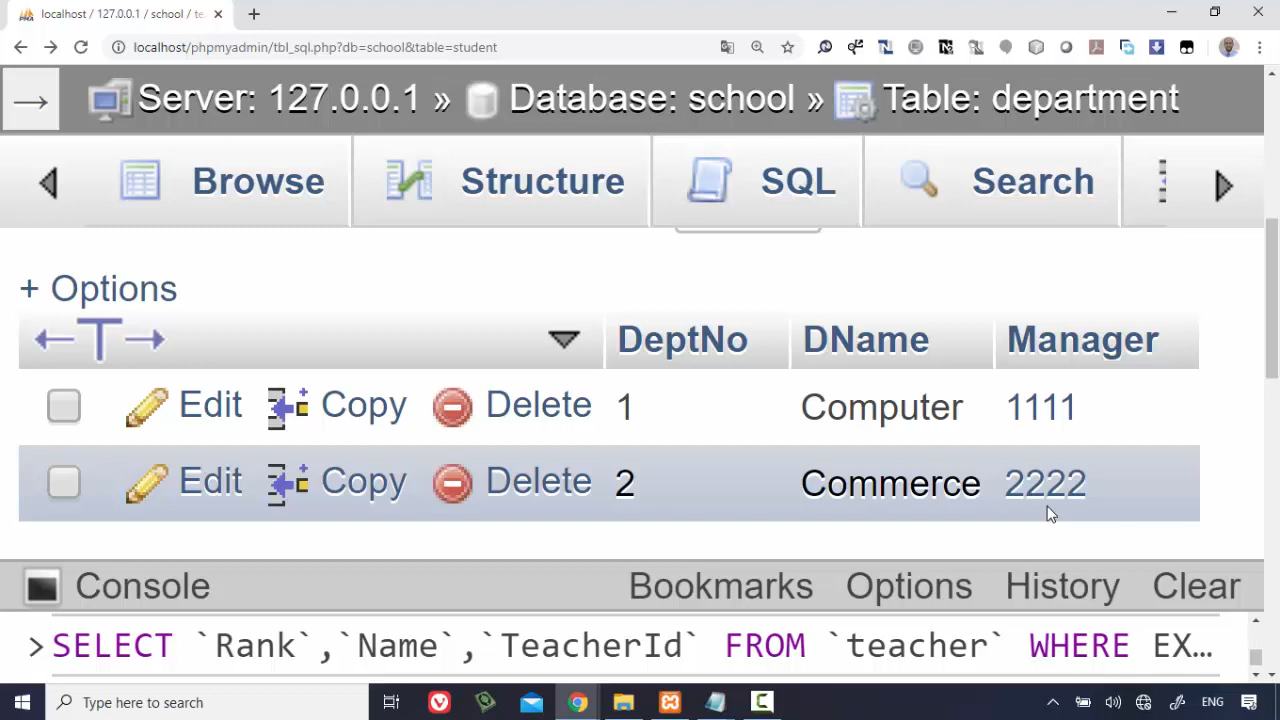 localhost / 127.0.0.1 / school / te
localhost/phpmyadmin/tbl_sql.php?db=school&table=student
Server: 127.0.0.1 » Database: school » Table: department
Browse Structure SQL Search
+ Options
DeptNo DName Manager
Edit Copy Delete 1 Computer 1111
Edit Copy Delete 2 Commerce 2222
Console Bookmarks Options History Clear
>SELECT `Rank`,`Name`,`TeacherId` FROM `teacher` WHERE EX…
Type here to search ENG